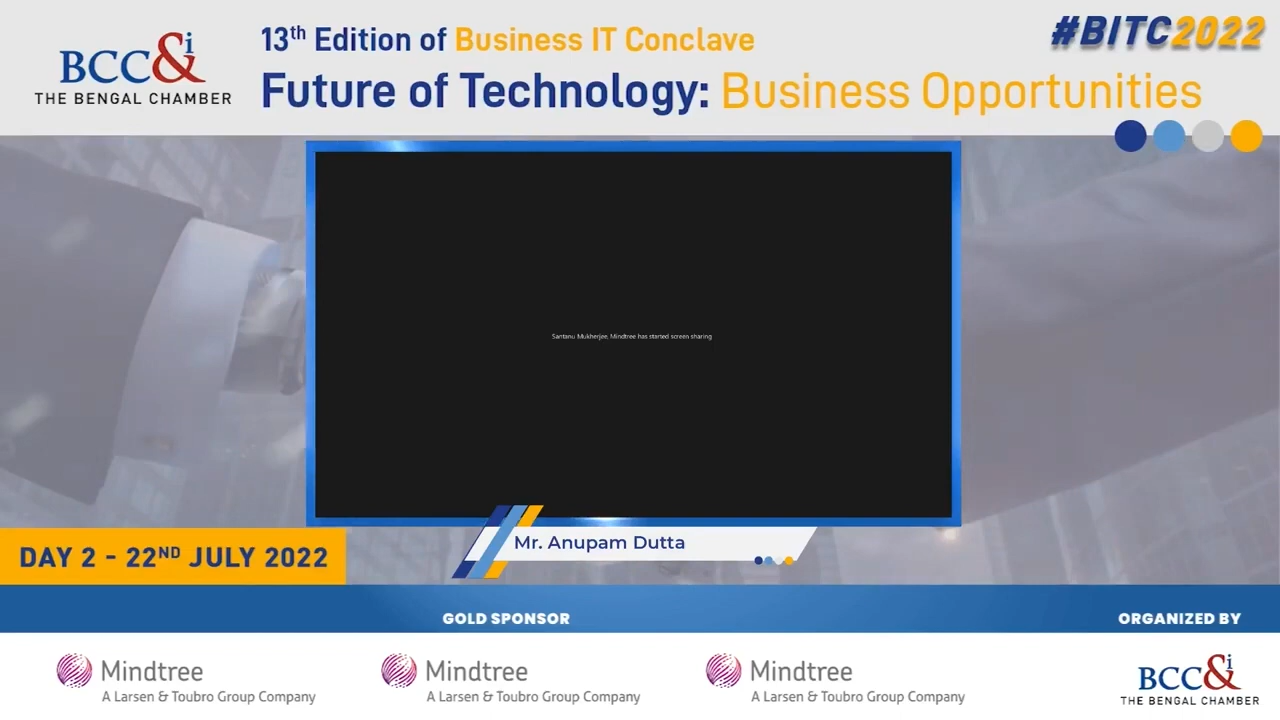 BCC&i
THE BENGAL CHAMBER
13th Edition of Business IT Conclave
Future of Technology: Business Opportunities
#BITC2022
Santanu Mukherjee, Mindtree has started screen sharing
Mr. Anupam Dutta
DAY 2 - 22ND JULY 2022
GOLD SPONSOR
ORGANIZED BY
Mindtree
A Larsen & Toubro Group Company
Mindtree
A Larsen & Toubro Group Company
Mindtree
A Larsen & Toubro Group Company
BCC&i
THE BENGAL CHAMBER